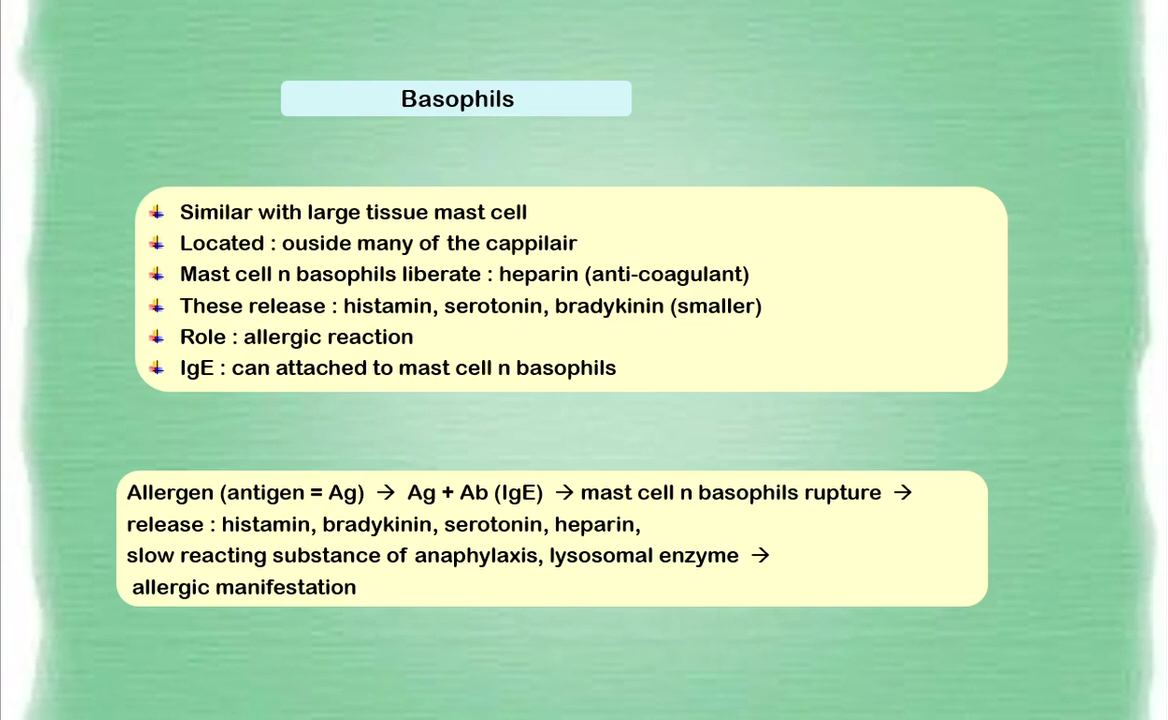 Basophils
Similar with large tissue mast cell
Located : ouside many of the cappilair
Mast cell n basophils liberate : heparin (anti-coagulant)
These release : histamin, serotonin, bradykinin (smaller)
Role : allergic reaction
IgE : can attached to mast cell n basophils
Allergen (antigen = Ag) → Ag + Ab (IgE) → mast cell n basophils rupture →
release : histamin, bradykinin, serotonin, heparin,
slow reacting substance of anaphylaxis, lysosomal enzyme →
allergic manifestation